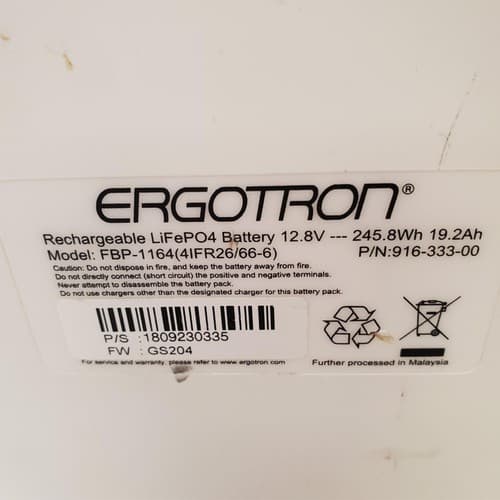 ERGOTRON®
Rechargeable LiFePO4 Battery 12.8V --- 245.8Wh 19.2Ah
Model: FBP-1164(4IFR26/66-6) P/N:916-333-00
Caution: Do not dispose in fire, and keep the battery away from fire.
Do not directly connect (short circuit) the positive and negative terminals.
Never attempt to disassemble the battery pack.
Do not use chargers other than the designated charger for this battery pack.
P/S :1809230335
FW : GS204
For service and warranty, please refer to www.ergotron.com
Further processed in Malaysia